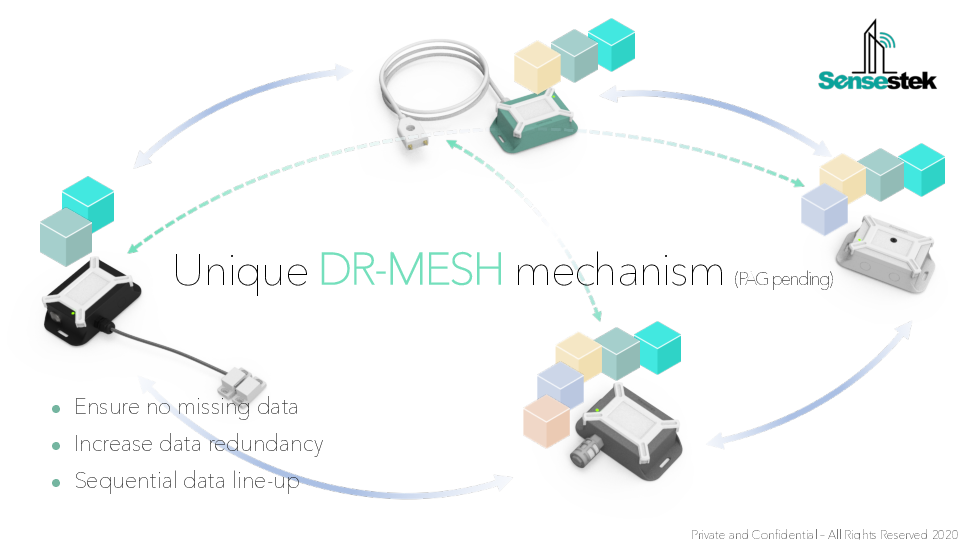 Sensestek
Unique DR-MESH mechanism (P.A-G pending)
Ensure no missing data
Increase data redundancy
Sequential data line-up
Private and Confidential – All Rights Reserved 2020